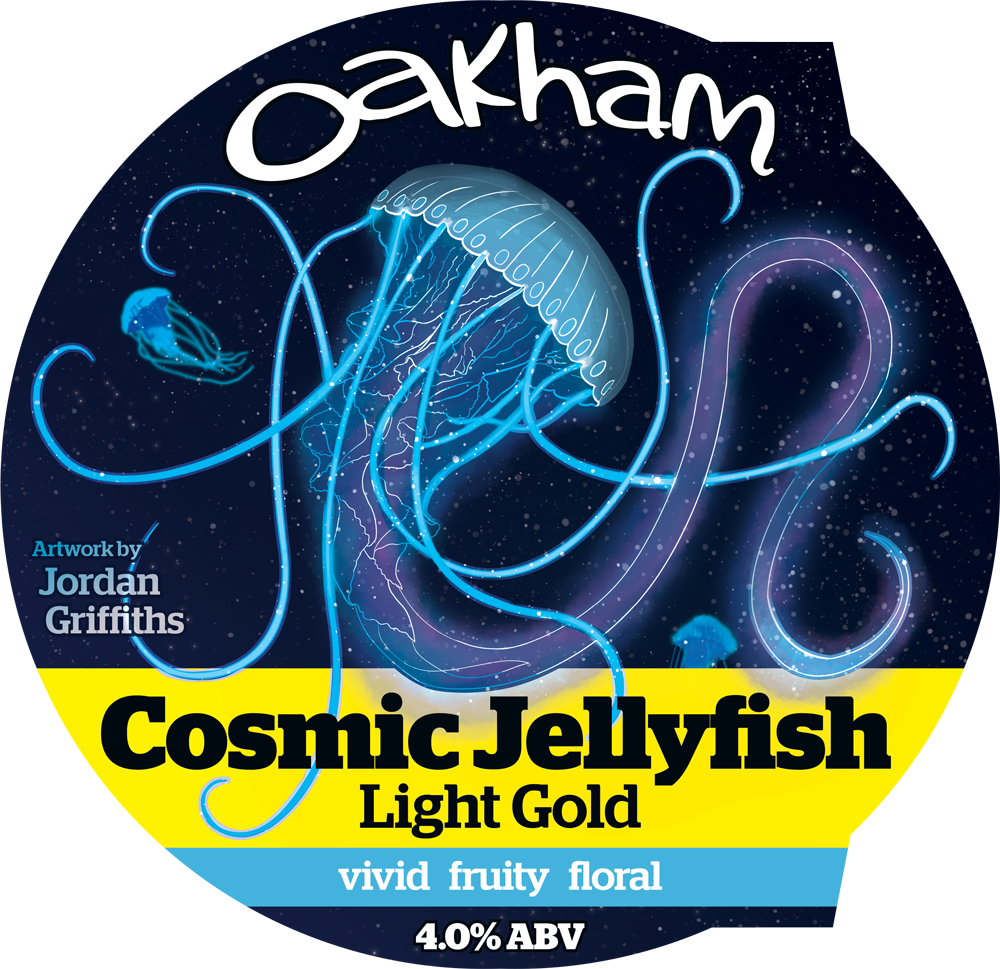 Oakham
Artwork by
Jordan
Griffiths
Cosmic Jellyfish
Light Gold
vivid fruity floral
4.0% ABV